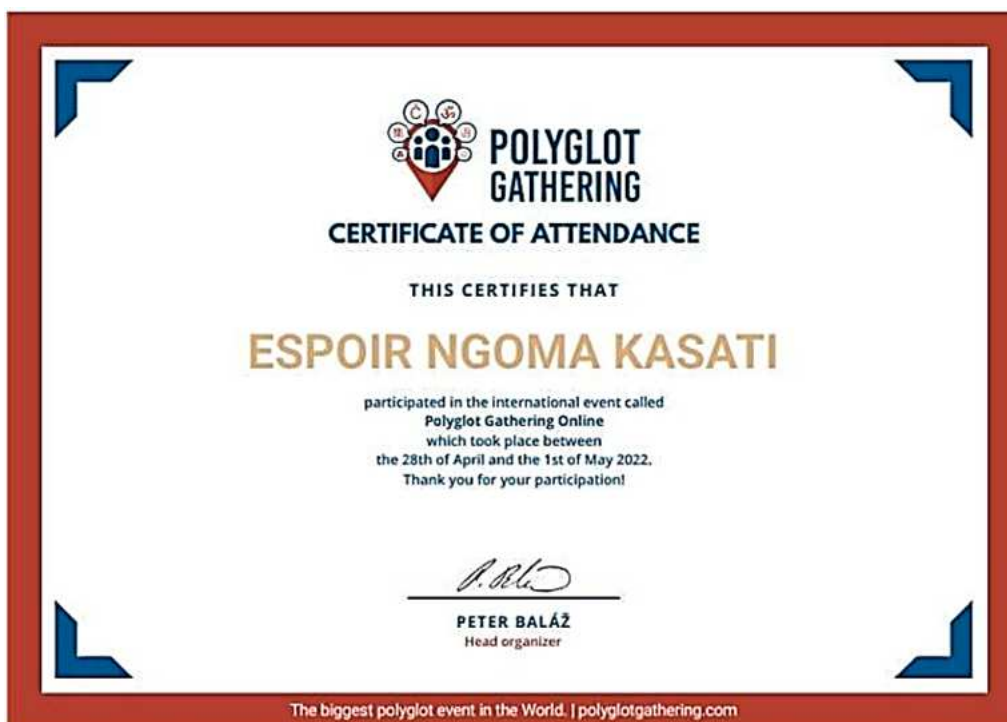 POLYGLOT
GATHERING
CERTIFICATE OF ATTENDANCE
THIS CERTIFIES THAT
ESPOIR NGOMA KASATI
participated in the international event called
Polyglot Gathering Online
which took place between
the 28th of April and the 1st of May 2022.
Thank you for your participation!
PETER BALÁŽ
Head organizer
The biggest polyglot event in the World. | polyglotgathering.com